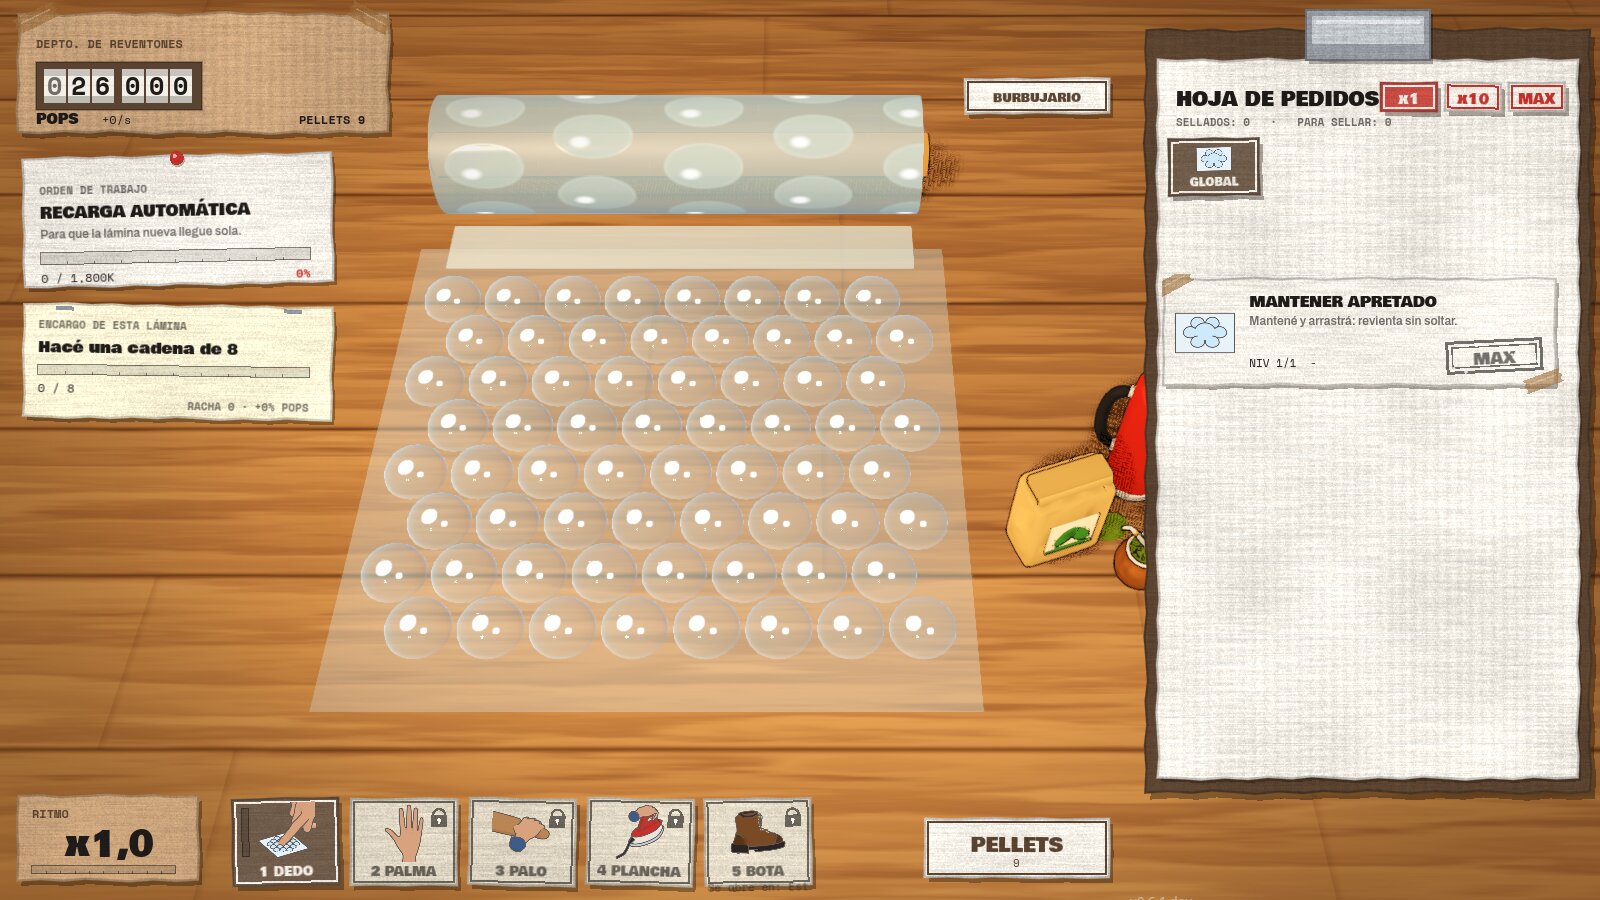 DEPTO. DE REVENTONES
026000
POPS +0/s PELLETS 9
ORDEN DE TRABAJO
RECARGA AUTOMÁTICA
Para que la lámina nueva llegue sola.
0 / 1.800K 0%
ENCARGO DE ESTA LÁMINA
Hacé una cadena de 8
0 / 8
RACHA 0 · +0% POPS
BURBUJARIO
HOJA DE PEDIDOS x1 x10 MAX
SELLADOS: 0 · PARA SELLAR: 0
GLOBAL
MANTENER APRETADO
Mantené y arrastrá: revienta sin soltar.
NIV 1/1 - MAX
RITMO
x1,0
1 DEDO
2 PALMA
3 PALO
4 PLANCHA
5 BOTA
Se abre en: Est
PELLETS
9